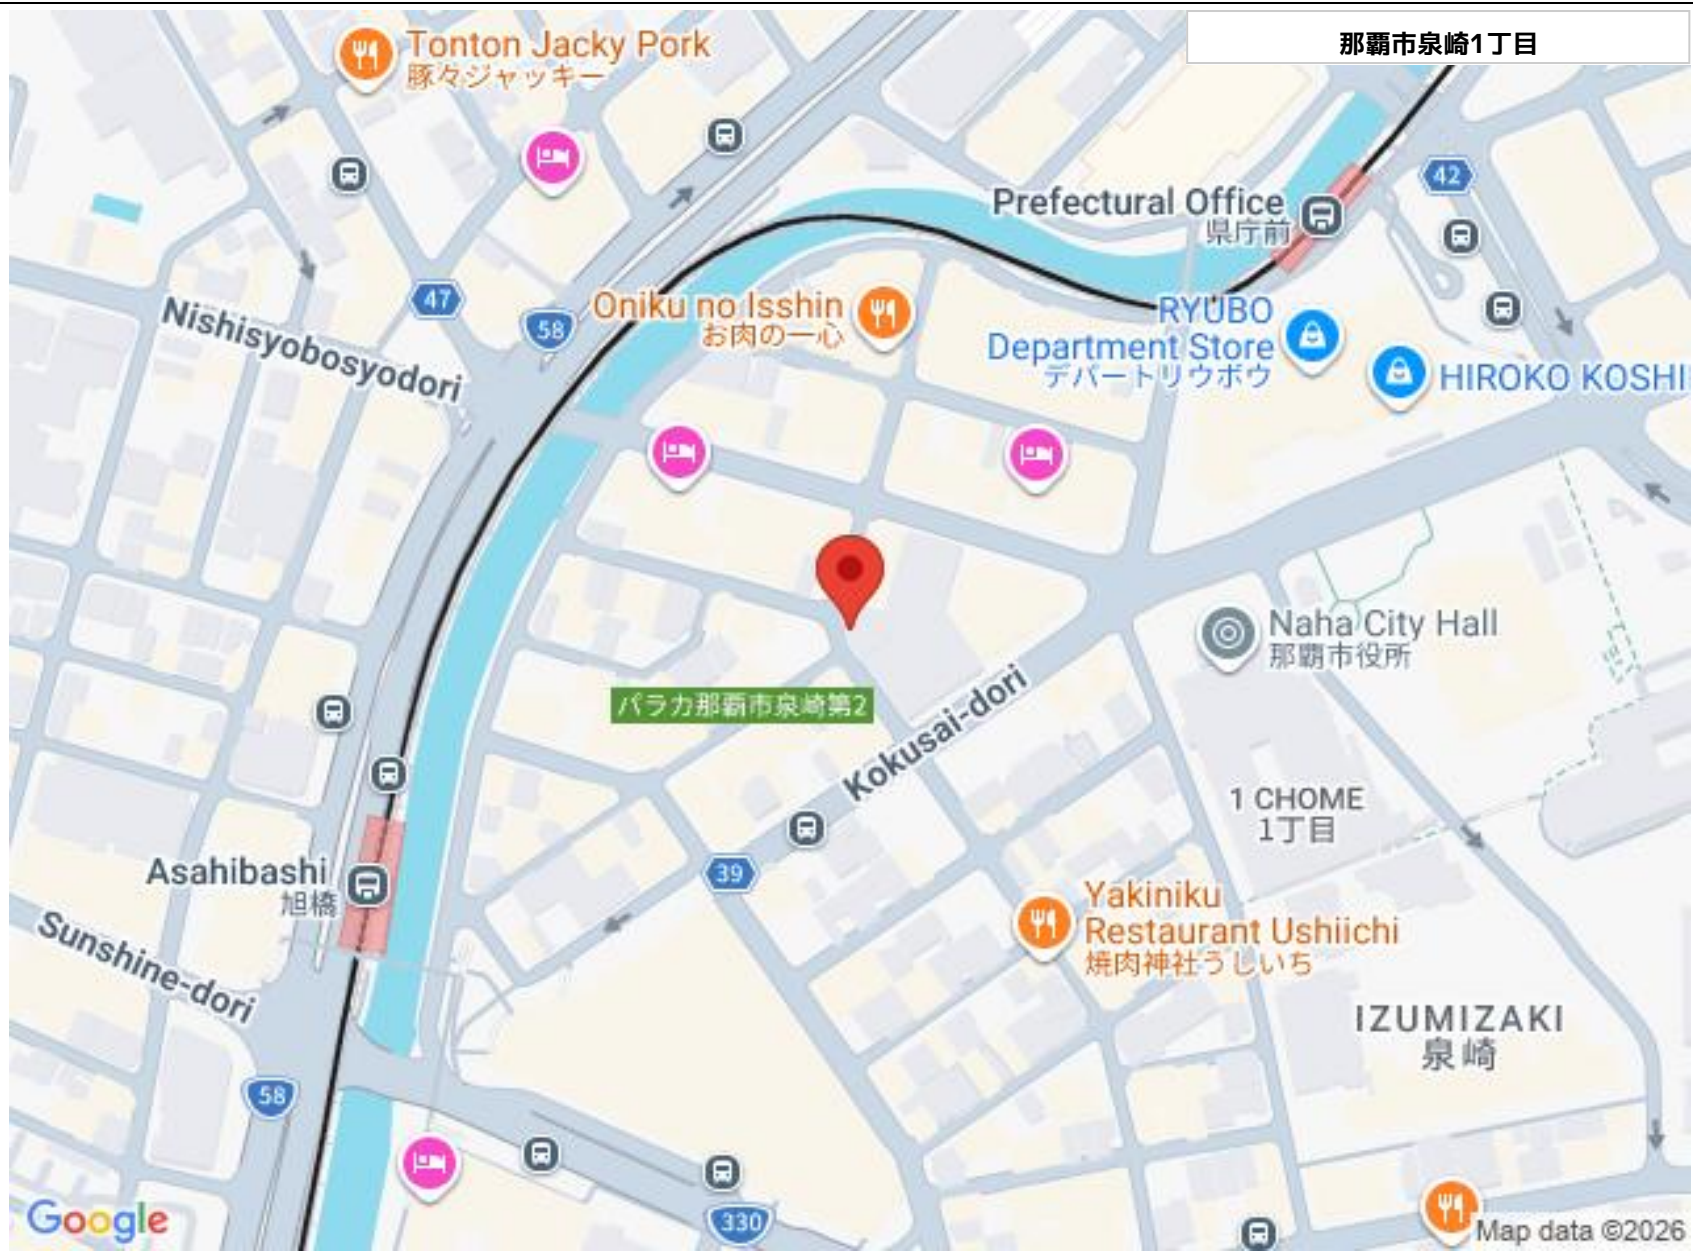 那覇市泉崎1丁目
Tonton Jacky Pork
豚々ジャッキー
Prefectural Office
県庁前
42
47
58
Nishisyobosyodori
Oniku no Isshin
お肉の一心
RYUBO
Department Store
デパートリウボウ
HIROKO KOSHI
Naha City Hall
那覇市役所
パラカ那覇市泉崎第2
Kokusai-dori
1 CHOME
1丁目
39
Asahibashi
旭橋
Sunshine-dori
Yakiniku
Restaurant Ushiichi
焼肉神社うしいち
IZUMIZAKI
泉崎
58
330
Google
Map data ©2026